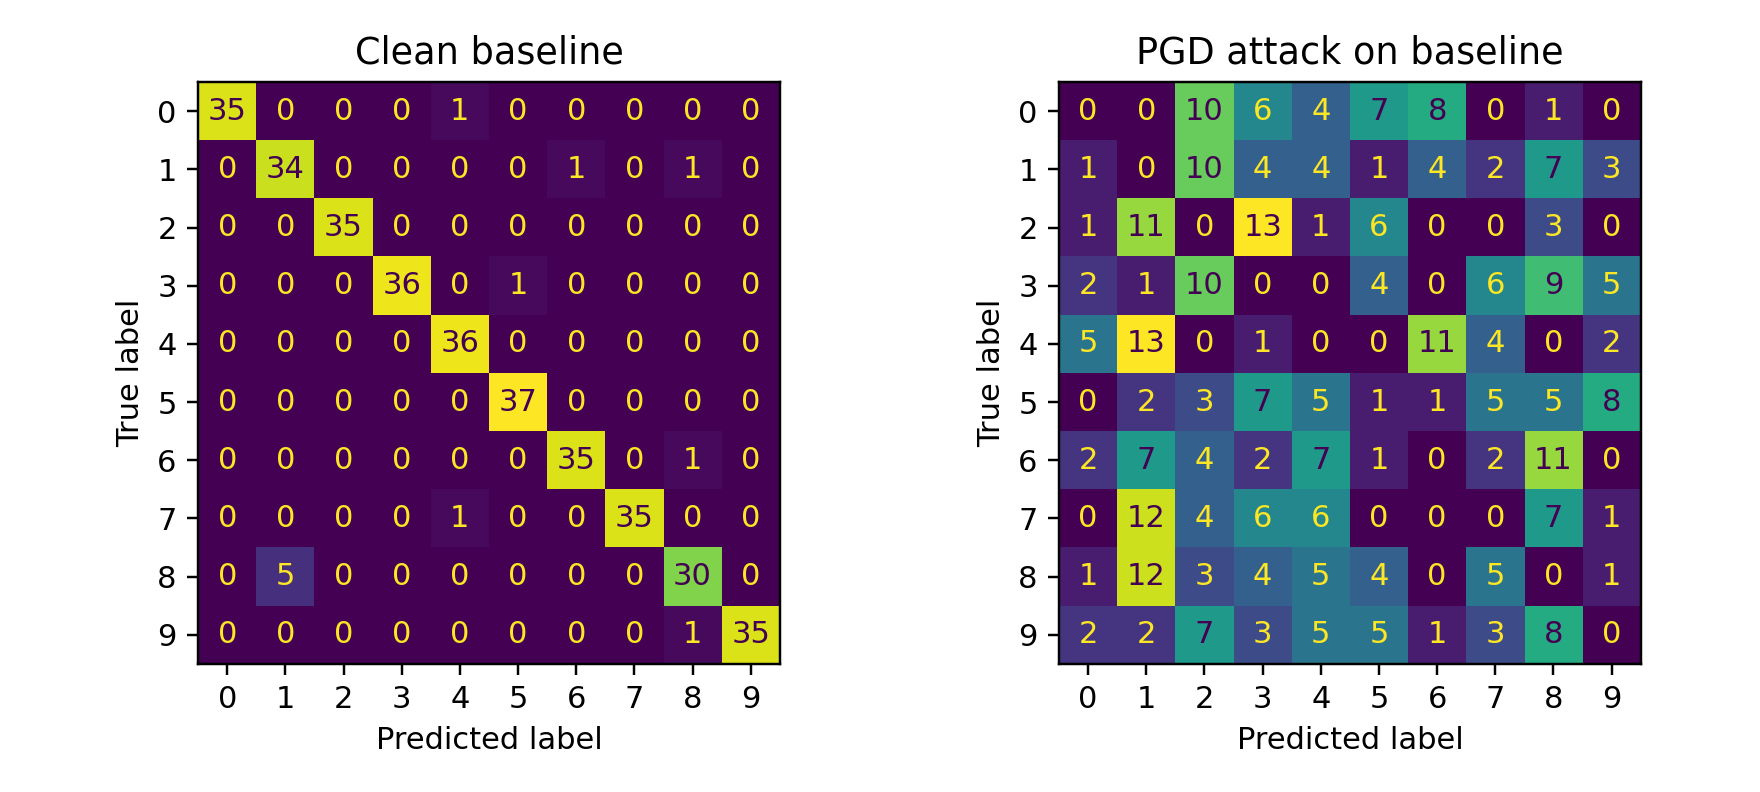 Clean baseline
True label
0 35 0 0 0 1 0 0 0 0 0
1 0 34 0 0 0 0 1 0 1 0
2 0 0 35 0 0 0 0 0 0 0
3 0 0 0 36 0 1 0 0 0 0
4 0 0 0 0 36 0 0 0 0 0
5 0 0 0 0 0 37 0 0 0 0
6 0 0 0 0 0 0 35 0 1 0
7 0 0 0 0 1 0 0 35 0 0
8 0 5 0 0 0 0 0 0 30 0
9 0 0 0 0 0 0 0 0 1 35
0 1 2 3 4 5 6 7 8 9
Predicted label
PGD attack on baseline
True label
0 0 0 10 6 4 7 8 0 1 0
1 1 0 10 4 4 1 4 2 7 3
2 1 11 0 13 1 6 0 0 3 0
3 2 1 10 0 0 4 0 6 9 5
4 5 13 0 1 0 0 11 4 0 2
5 0 2 3 7 5 1 1 5 5 8
6 2 7 4 2 7 1 0 2 11 0
7 0 12 4 6 6 0 0 0 7 1
8 1 12 3 4 5 4 0 5 0 1
9 2 2 7 3 5 5 1 3 8 0
0 1 2 3 4 5 6 7 8 9
Predicted label